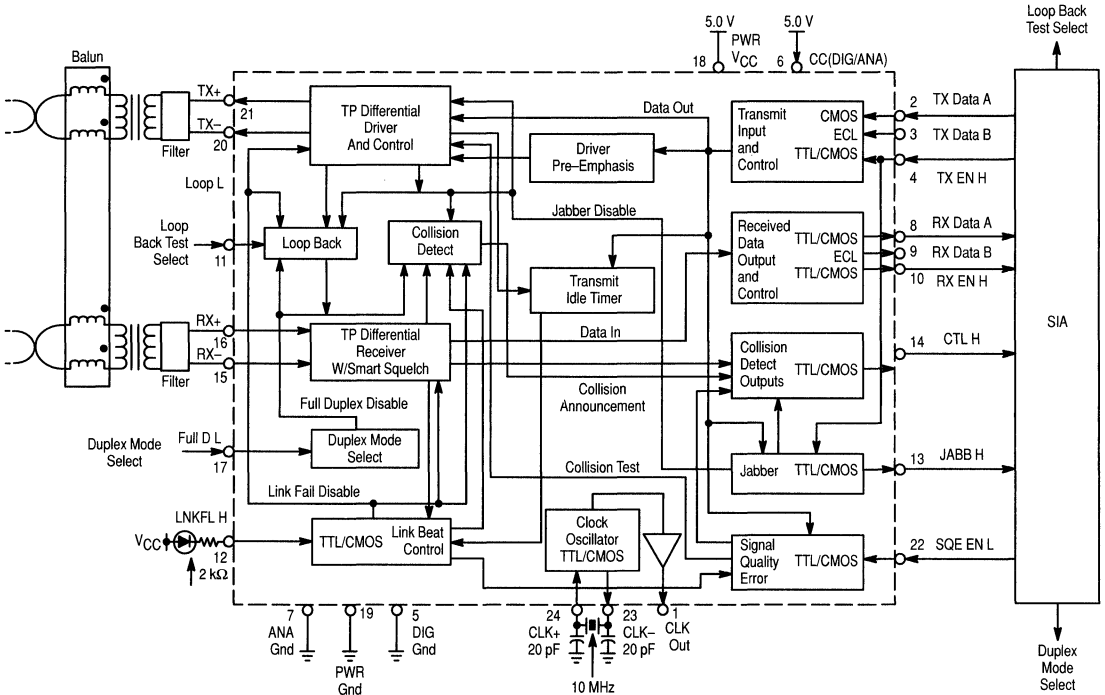 Loop Back
Test Select
5.0 V
5.0 V
PWR
VCC
18
6
CC(DIG/ANA)
Balun
TX+
21
TX–
20
Filter
TP Differential
Driver
And Control
Data Out
Driver
Pre–Emphasis
Transmit
Input
and
Control
CMOS
ECL
TTL/CMOS
2
TX Data A
3
TX Data B
4
TX EN H
Loop L
Loop
Back Test
Select
11
Loop Back
Collision
Detect
Jabber Disable
Transmit
Idle Timer
Received
Data
Output
and
Control
TTL/CMOS
ECL
TTL/CMOS
8
RX Data A
9
RX Data B
10
RX EN H
SIA
RX+
16
RX–
15
Filter
TP Differential
Receiver
W/Smart Squelch
Data In
Collision
Detect
Outputs
TTL/CMOS
14
CTL H
Collision
Announcement
Full Duplex Disable
Duplex Mode
Select
Full D L
17
Duplex Mode
Select
Collision Test
Jabber
TTL/CMOS
13
JABB H
Link Fail Disable
LNKFL H
VCC
12
2 kΩ
TTL/CMOS
Link Beat
Control
Clock
Oscillator
TTL/CMOS
Signal
Quality
Error
TTL/CMOS
22
SQE EN L
7
ANA
Gnd
19
PWR
Gnd
5
DIG
Gnd
24
CLK+
20 pF
23
CLK–
20 pF
1
CLK
Out
10 MHz
Duplex
Mode
Select